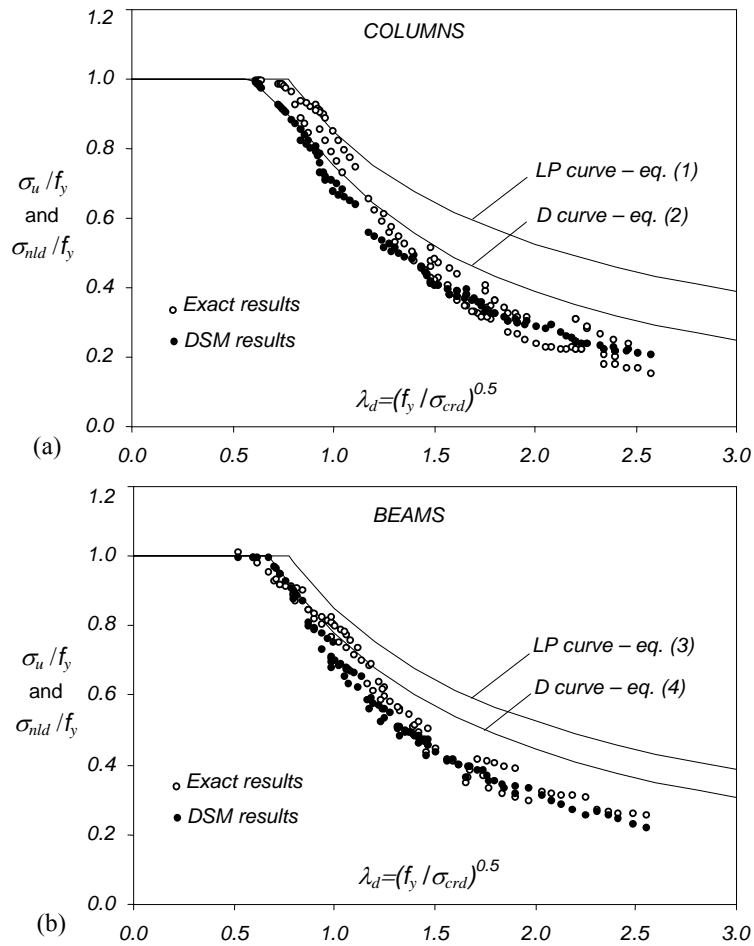 COLUMNS
1.2
1.0
0.8
0.6
0.4
0.2
0.0
σu /fy
and
σnld /fy
LP curve – eq. (1)
D curve – eq. (2)
Exact results
DSM results
λd=(fy /σcrd)^0.5
(a)
0.0 0.5 1.0 1.5 2.0 2.5 3.0
BEAMS
1.2
1.0
0.8
0.6
0.4
0.2
0.0
σu /fy
and
σnld /fy
LP curve – eq. (3)
D curve – eq. (4)
Exact results
DSM results
λd=(fy /σcrd)^0.5
(b)
0.0 0.5 1.0 1.5 2.0 2.5 3.0